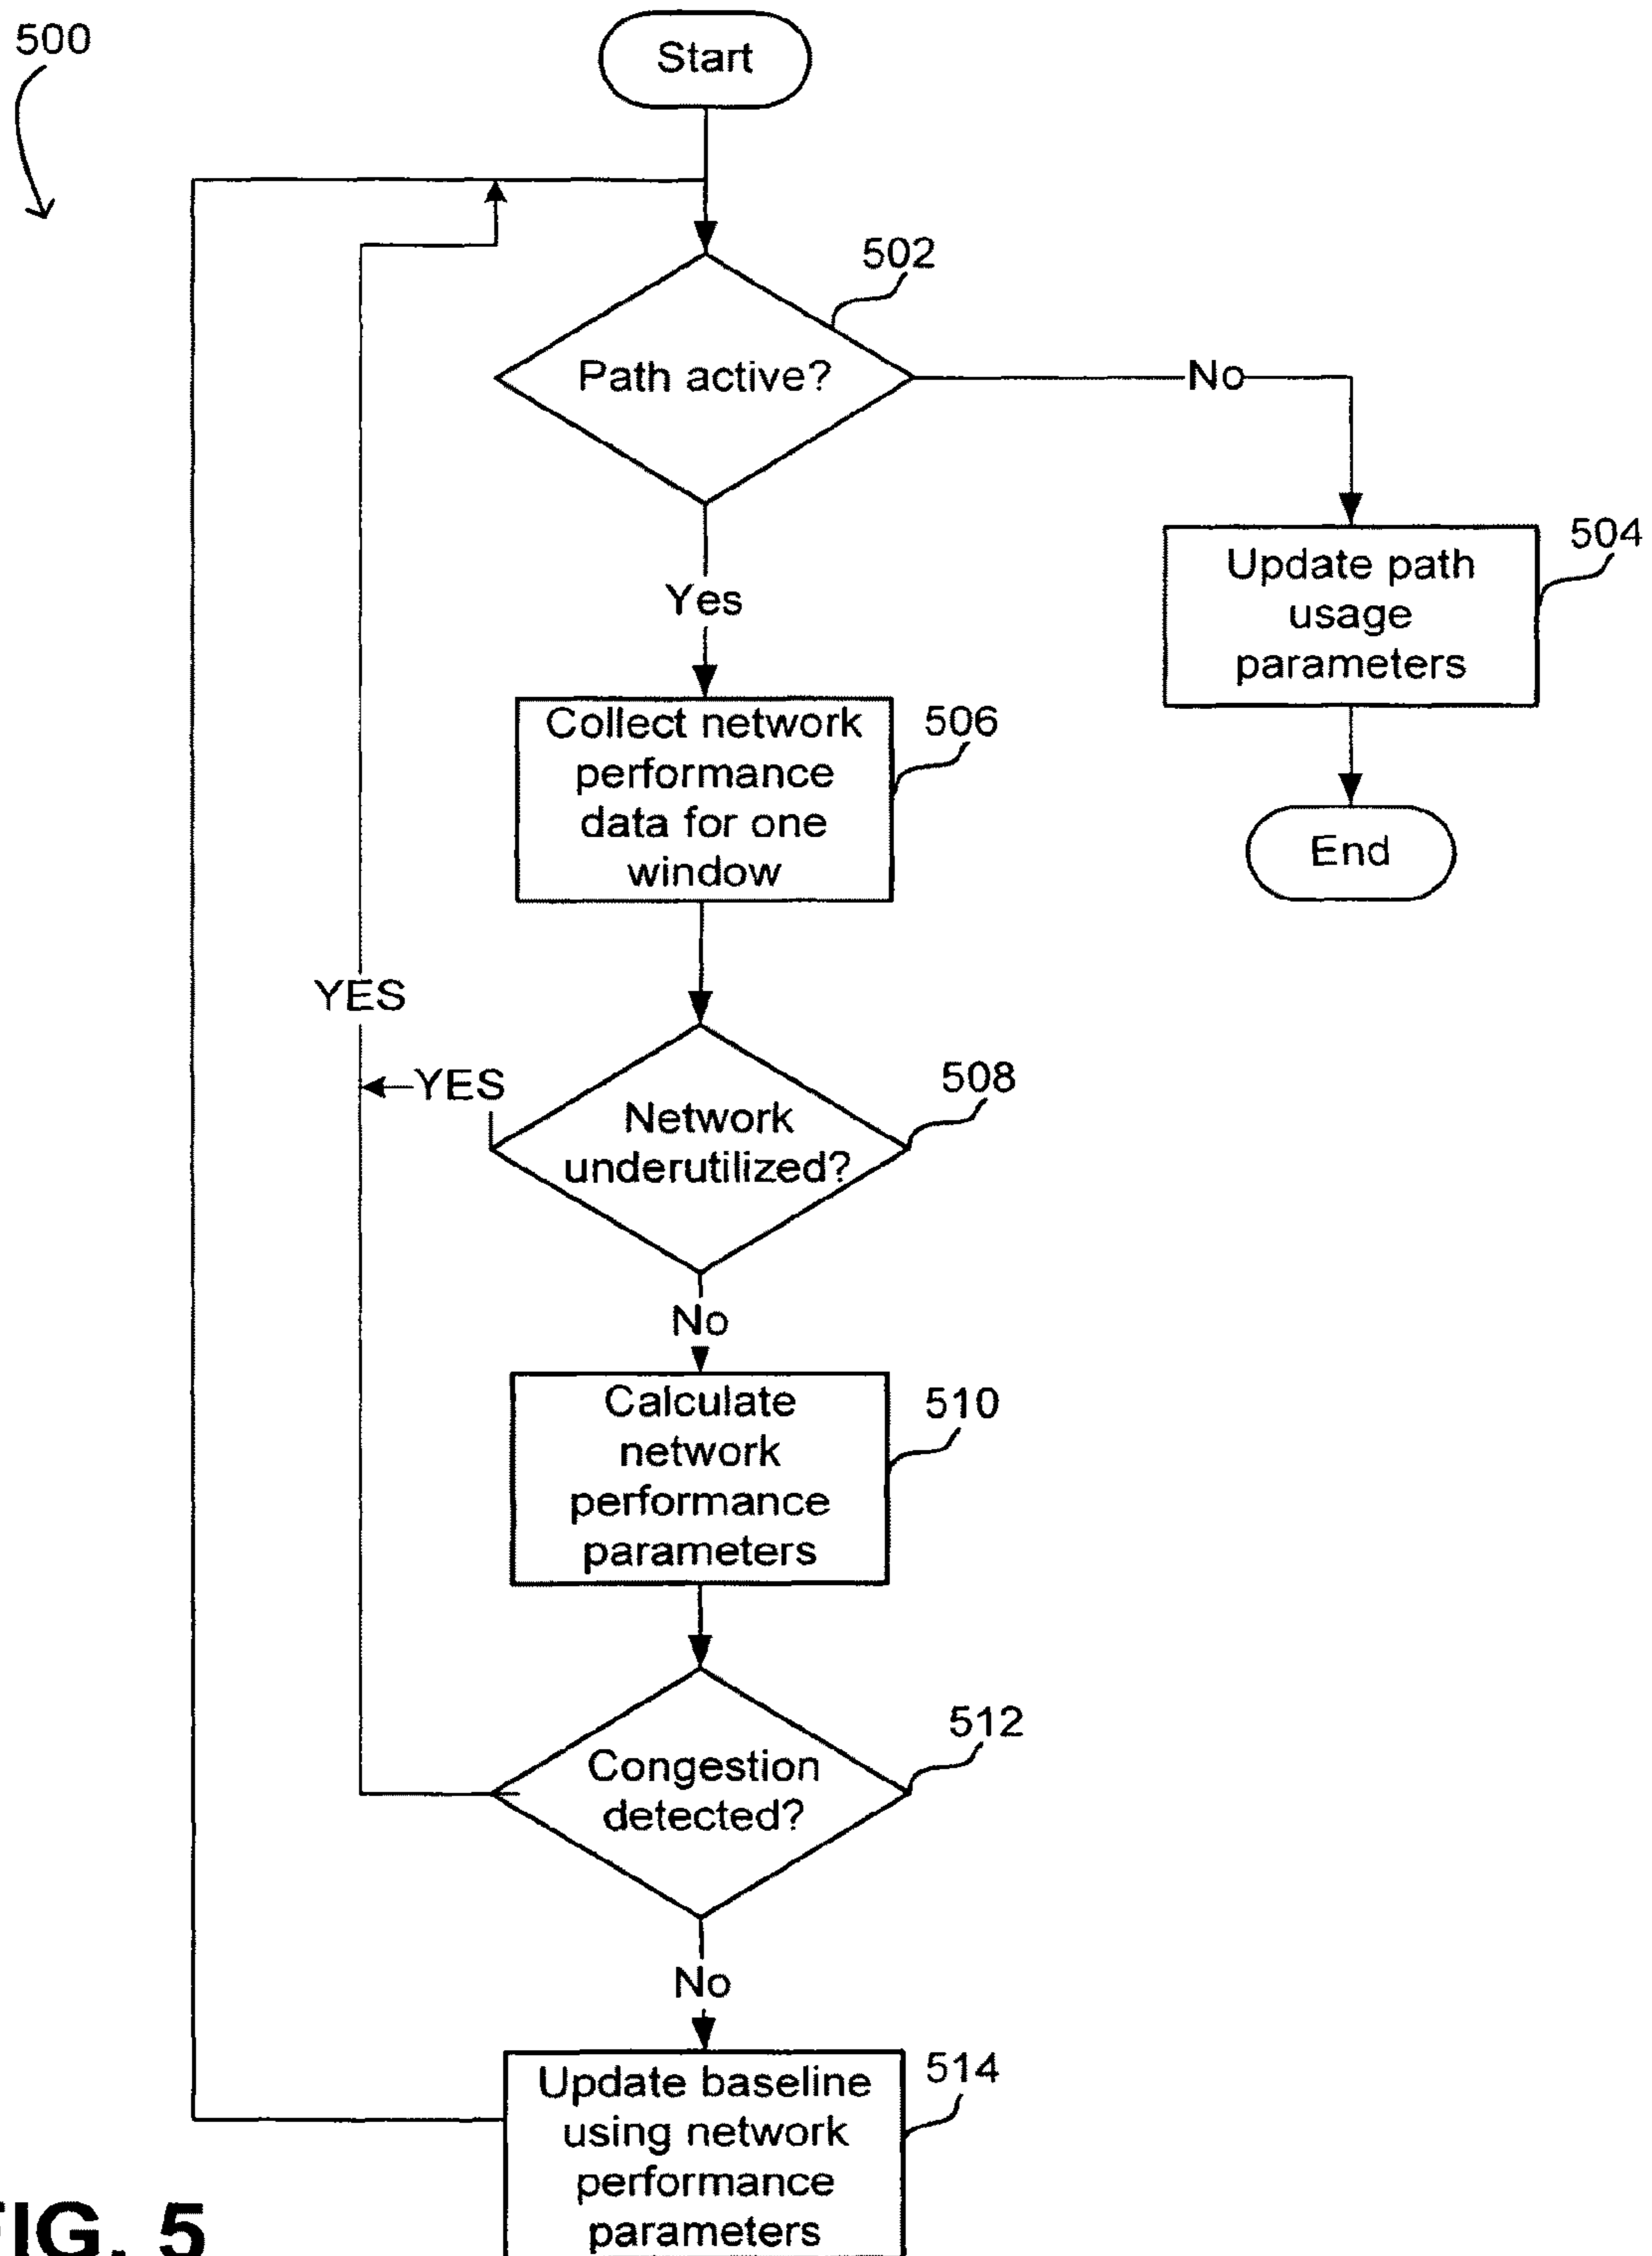 500
Start
502
Path active?
No
504
Update path
usage
parameters
Yes
506
Collect network
performance
data for one
window
End
YES
YES
508
Network
underutilized?
No
510
Calculate
network
performance
parameters
512
Congestion
detected?
No
514
Update baseline
using network
performance
parameters
FIG. 5